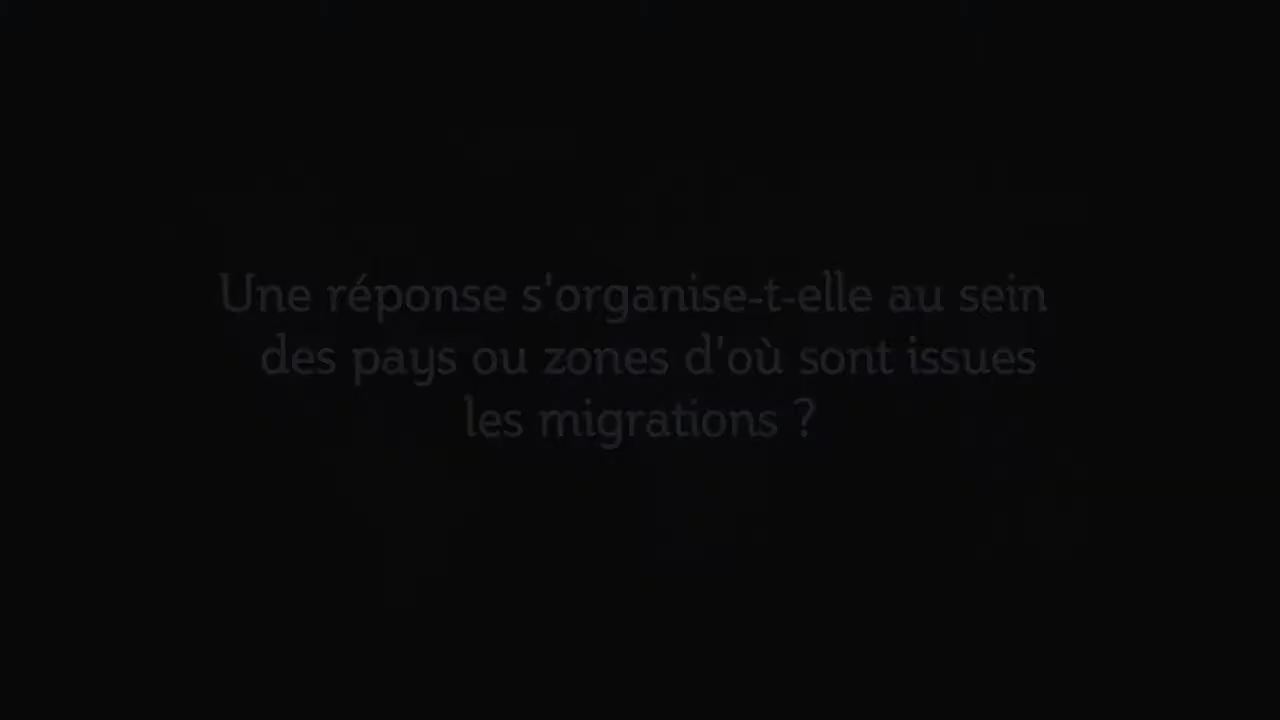 Une réponse s'organise-t-elle au sein
des pays ou zones d'où sont issues
les migrations ?